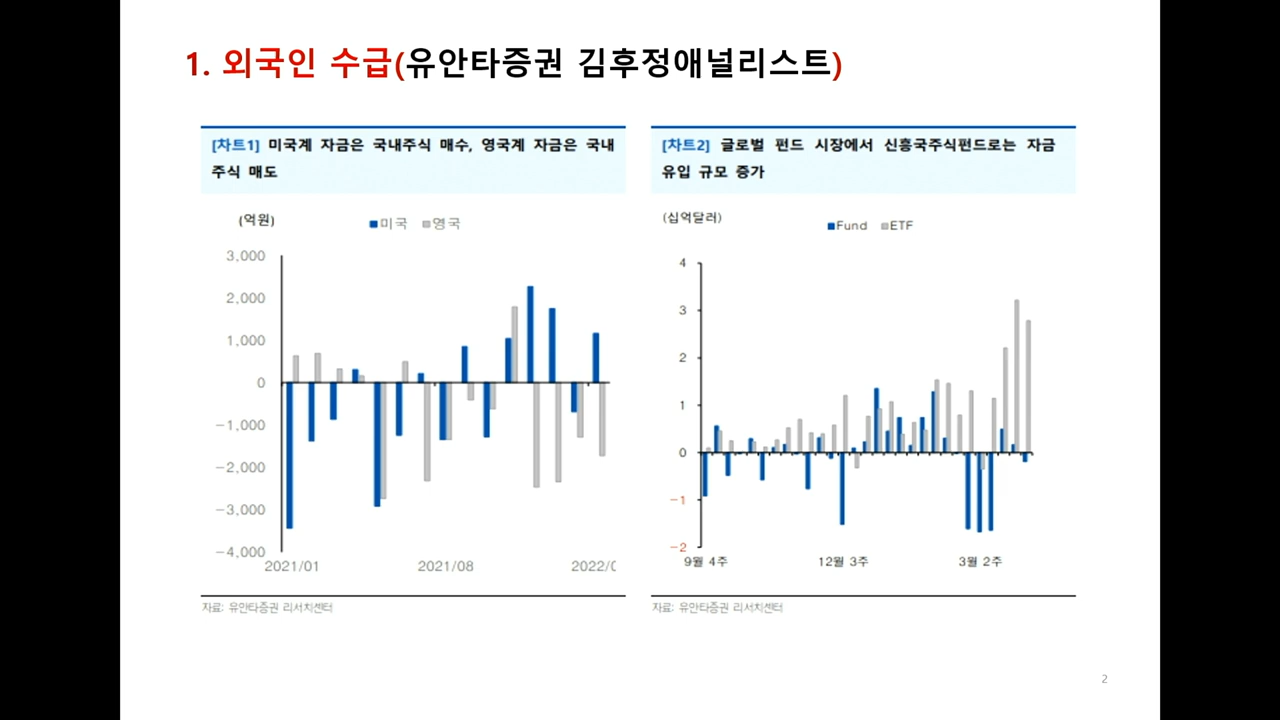 1. 외국인 수급(유안타증권 김후정애널리스트)
[차트1] 미국계 자금은 국내주식 매수, 영국계 자금은 국내
주식 매도
(억원)
미국 영국
3,000
2,000
1,000
0
-1,000
-2,000
-3,000
-4,000
2021/01 2021/08 2022/0
자료: 유안타증권 리서치센터
[차트2] 글로벌 펀드 시장에서 신흥국주식펀드로는 자금
유입 규모 증가
(십억달러)
Fund ETF
4
3
2
1
0
-1
-2
9월 4주 12월 3주 3월 2주
자료: 유안타증권 리서치센터
2